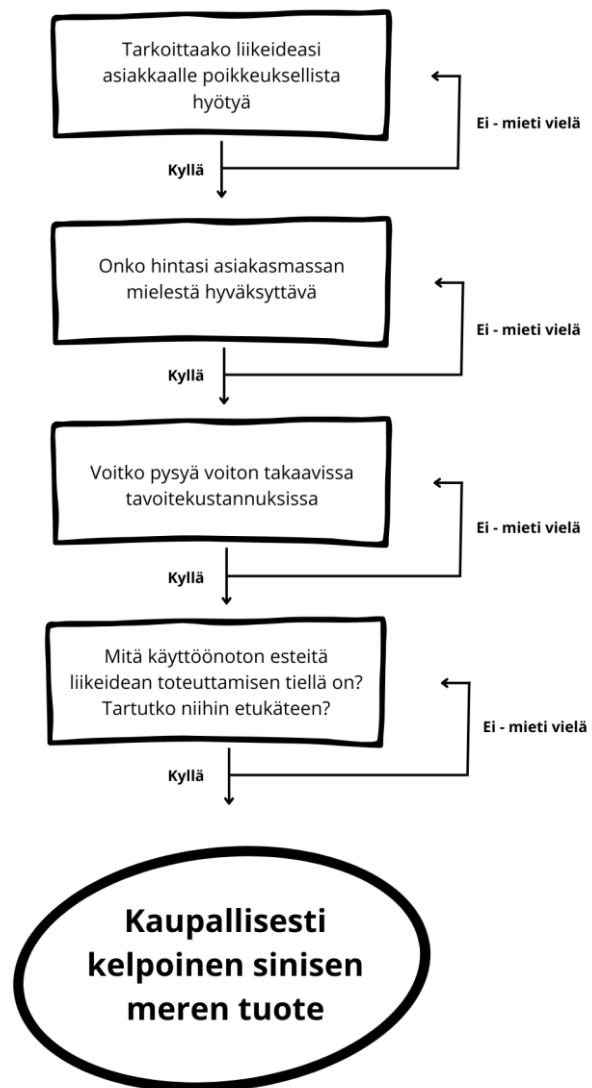 Tarkoittaako liikeideasi
asiakkaalle poikkeuksellista
hyötyä
Ei - mieti vielä
Kyllä
Onko hintasi asiakasmassan
mielestä hyväksyttävä
Ei - mieti vielä
Kyllä
Voitko pysyä voiton takaavissa
tavoitekustannuksissa
Ei - mieti vielä
Kyllä
Mitä käyttöönoton esteitä
liikeidean toteuttamisen tiellä on?
Tartutko niihin etukäteen?
Ei - mieti vielä
Kyllä
Kaupallisesti
kelpoinen sinisen
meren tuote